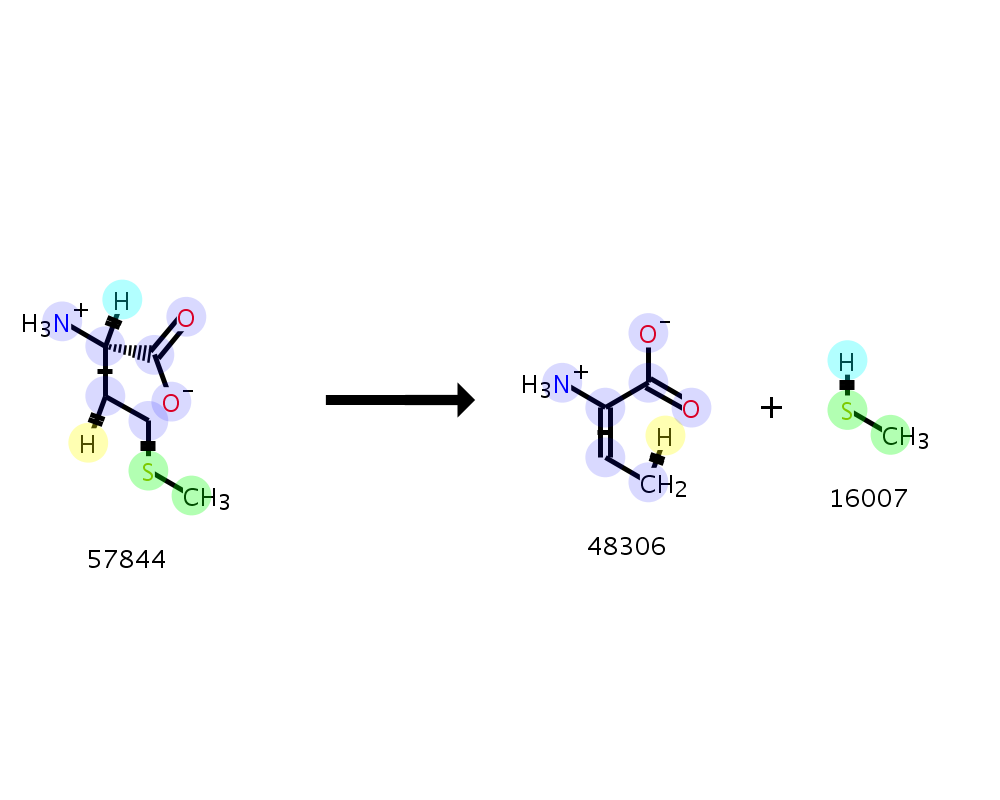 H O
H3N+
O-
H
S
CH3
57844
O-
H3N+
O
H
CH2
48306
+
H
S
CH3
16007